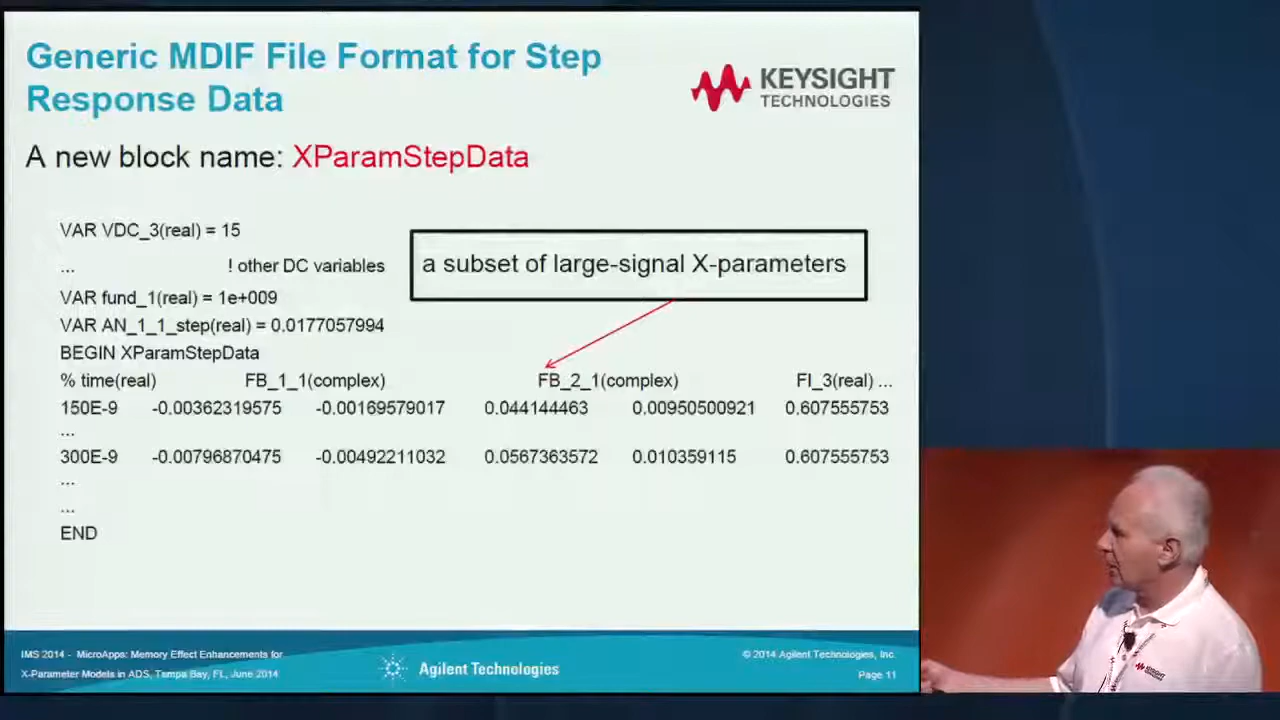 Generic MDIF File Format for Step
Response Data
KEYSIGHT
TECHNOLOGIES
A new block name: XParamStepData
VAR VDC_3(real) = 15
... ! other DC variables
a subset of large-signal X-parameters
VAR fund_1(real) = 1e+009
VAR AN_1_1_step(real) = 0.0177057994
BEGIN XParamStepData
% time(real) FB_1_1(complex) FB_2_1(complex) FI_3(real) ...
150E-9 -0.00362319575 -0.00169579017 0.044144463 0.00950500921 0.607555753
...
300E-9 -0.00796870475 -0.00492211032 0.0567363572 0.010359115 0.607555753
...
...
END
IMS 2014 - MicroApps: Memory Effect Enhancements for
X-Parameter Models in ADS, Tampa Bay, FL, June 2014
Agilent Technologies
© 2014 Agilent Technologies, Inc.
Page 11
KEYSIGHT